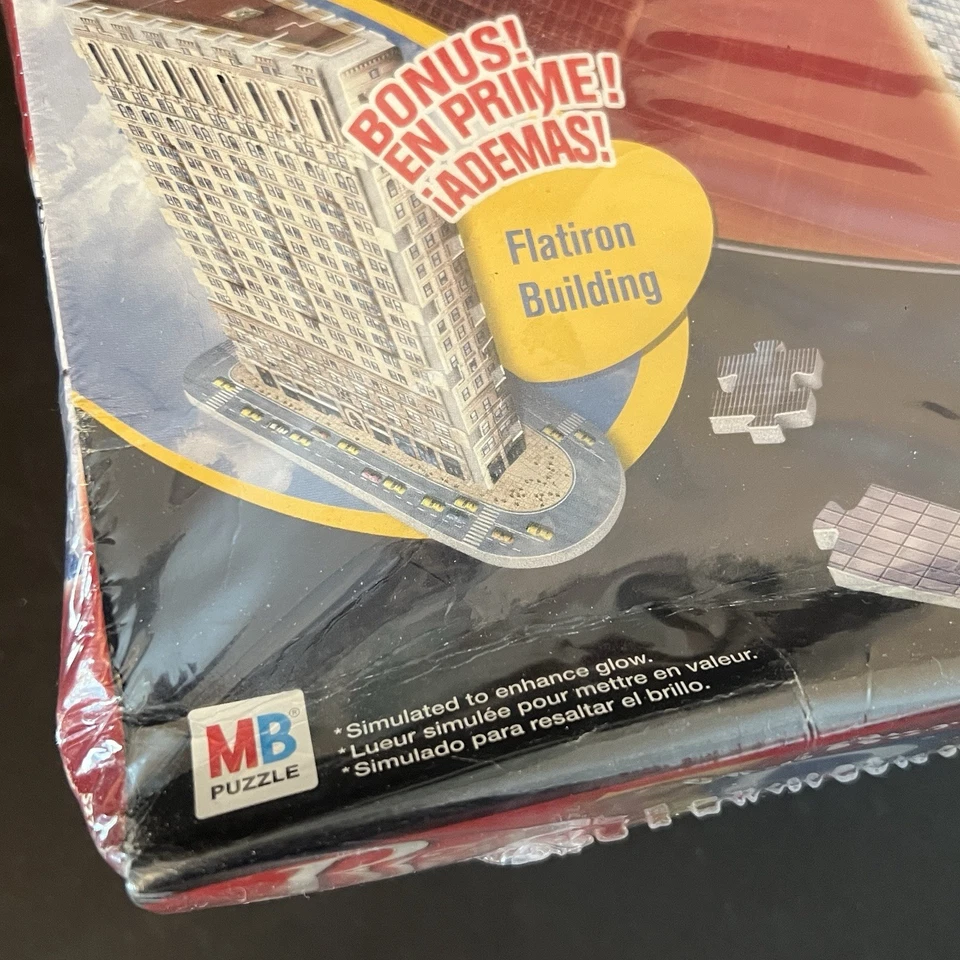 BONUS!
EN PRIME!
¡ADEMAS!
Flatiron
Building
*Simulated to enhance glow.
*Lueur simulée pour mettre en valeur.
*Simulado para resaltar el brillo.
MB®
PUZZLE